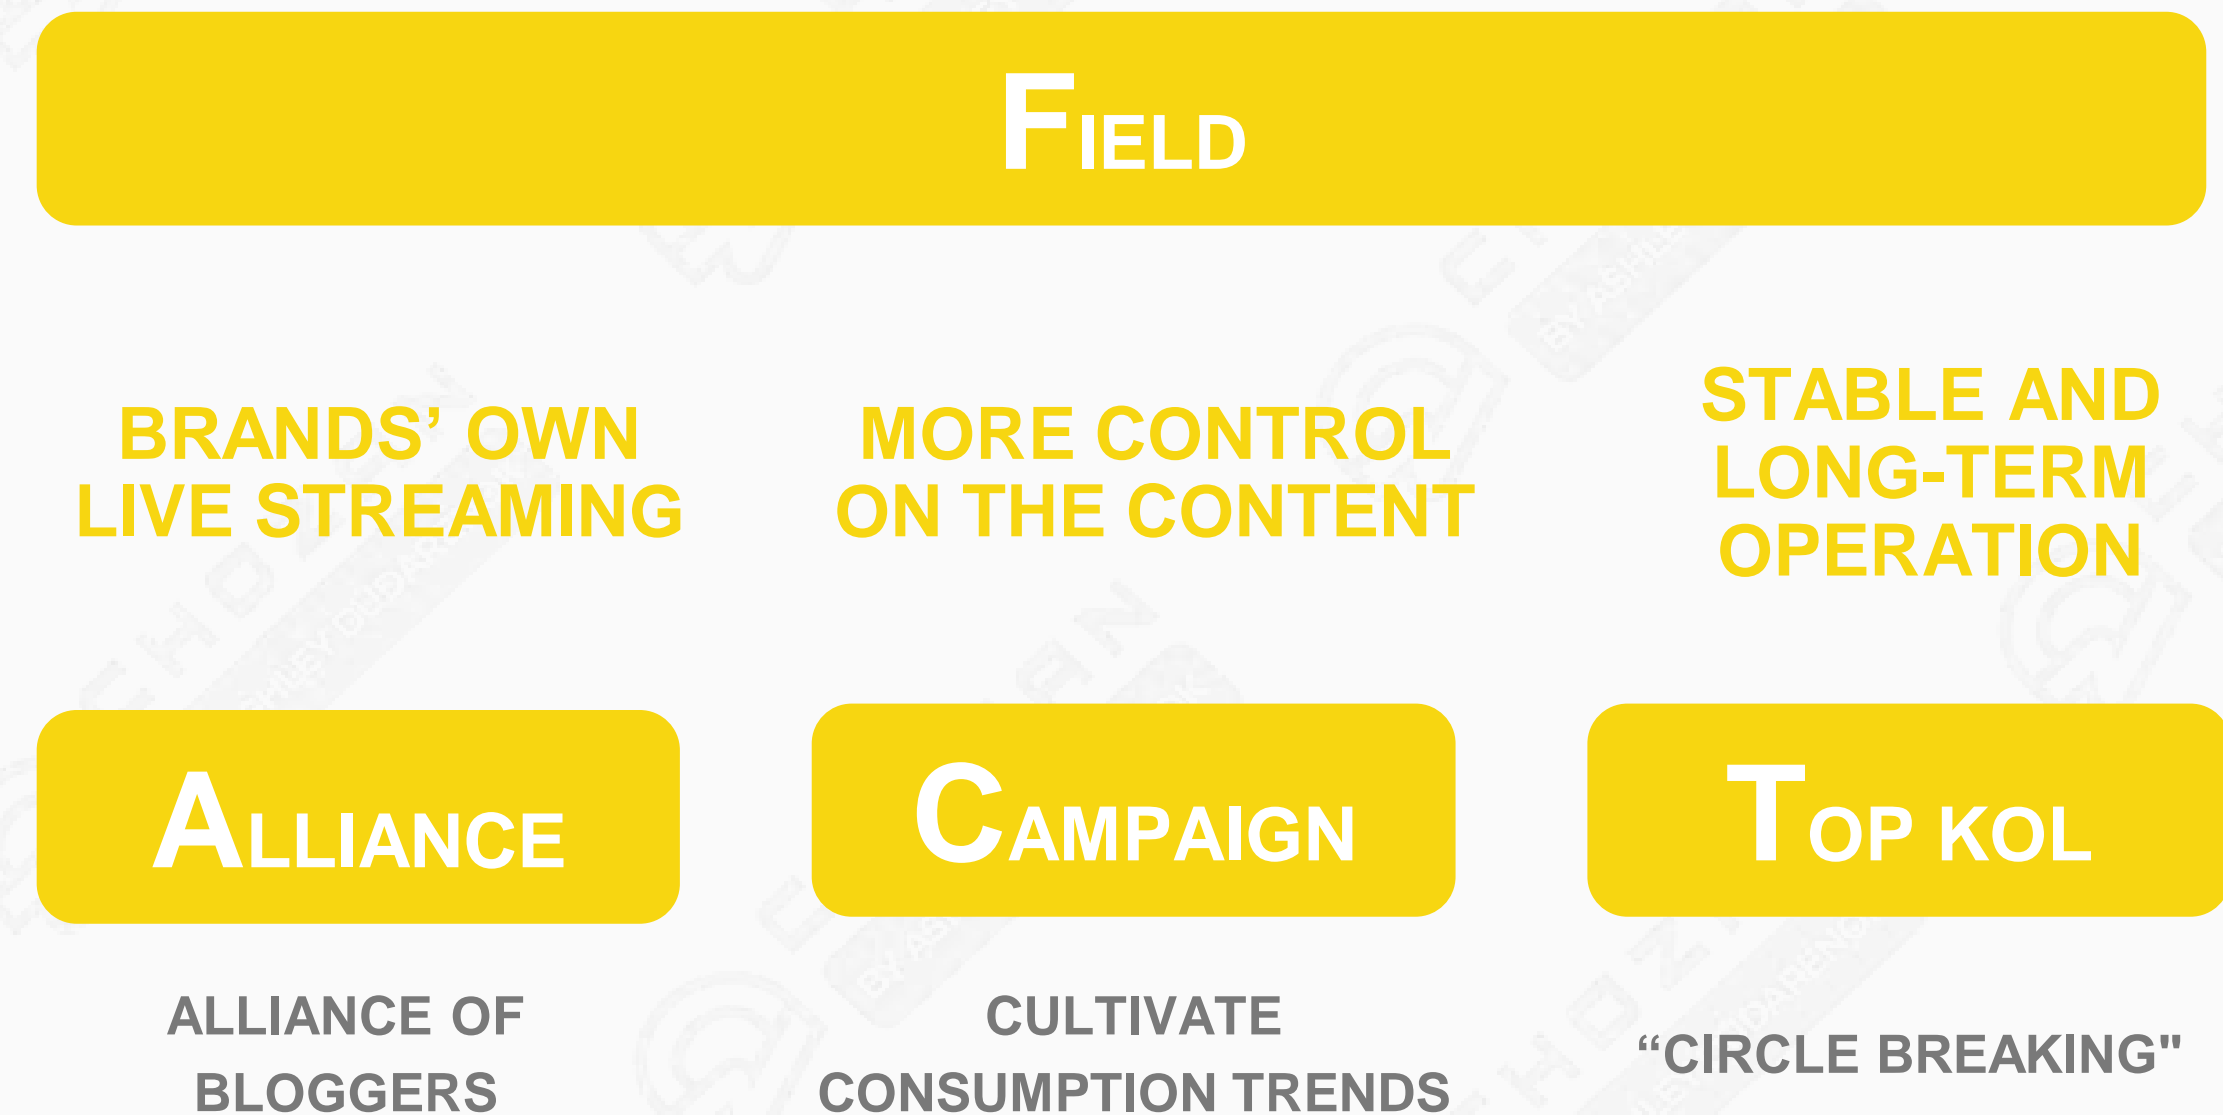 FIELD
BRANDS’ OWN
LIVE STREAMING
MORE CONTROL
ON THE CONTENT
STABLE AND
LONG-TERM
OPERATION
ALLIANCE
CAMPAIGN
TOP KOL
ALLIANCE OF
BLOGGERS
CULTIVATE
CONSUMPTION TRENDS
“CIRCLE BREAKING"